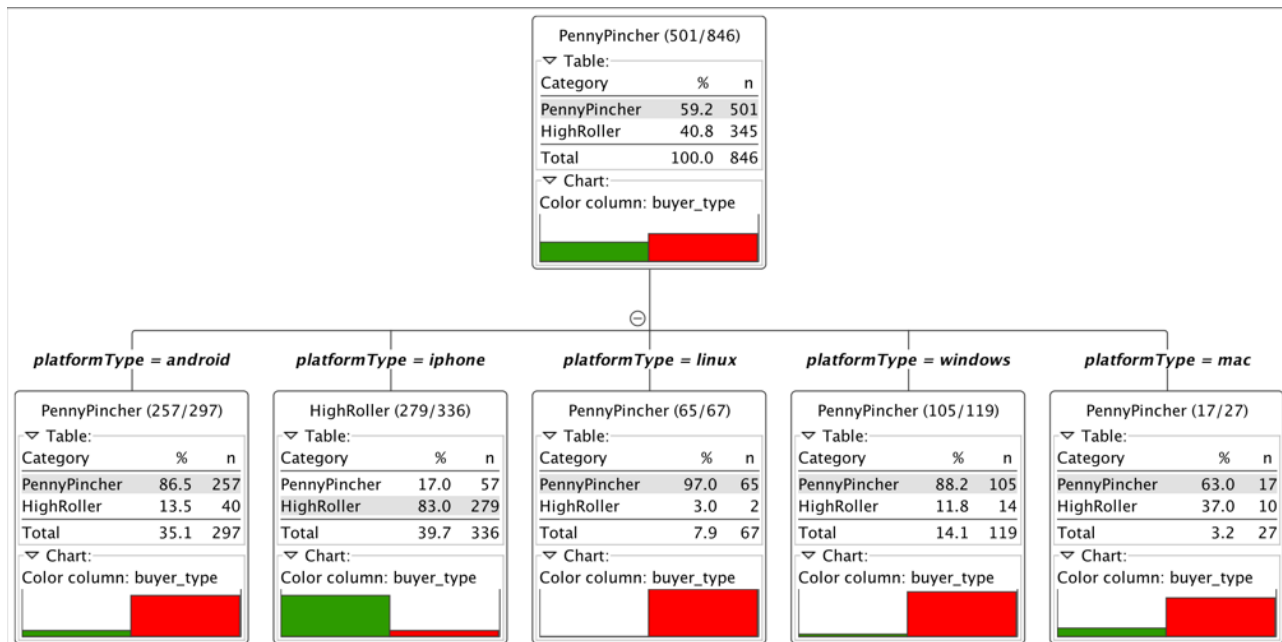 PennyPincher (501/846)
Table:
Category % n
PennyPincher 59.2 501
HighRoller 40.8 345
Total 100.0 846
Chart:
Color column: buyer_type
platformType = android
PennyPincher (257/297)
Table:
Category % n
PennyPincher 86.5 257
HighRoller 13.5 40
Total 35.1 297
Chart:
Color column: buyer_type
platformType = iphone
HighRoller (279/336)
Table:
Category % n
PennyPincher 17.0 57
HighRoller 83.0 279
Total 39.7 336
Chart:
Color column: buyer_type
platformType = linux
PennyPincher (65/67)
Table:
Category % n
PennyPincher 97.0 65
HighRoller 3.0 2
Total 7.9 67
Chart:
Color column: buyer_type
platformType = windows
PennyPincher (105/119)
Table:
Category % n
PennyPincher 88.2 105
HighRoller 11.8 14
Total 14.1 119
Chart:
Color column: buyer_type
platformType = mac
PennyPincher (17/27)
Table:
Category % n
PennyPincher 63.0 17
HighRoller 37.0 10
Total 3.2 27
Chart:
Color column: buyer_type